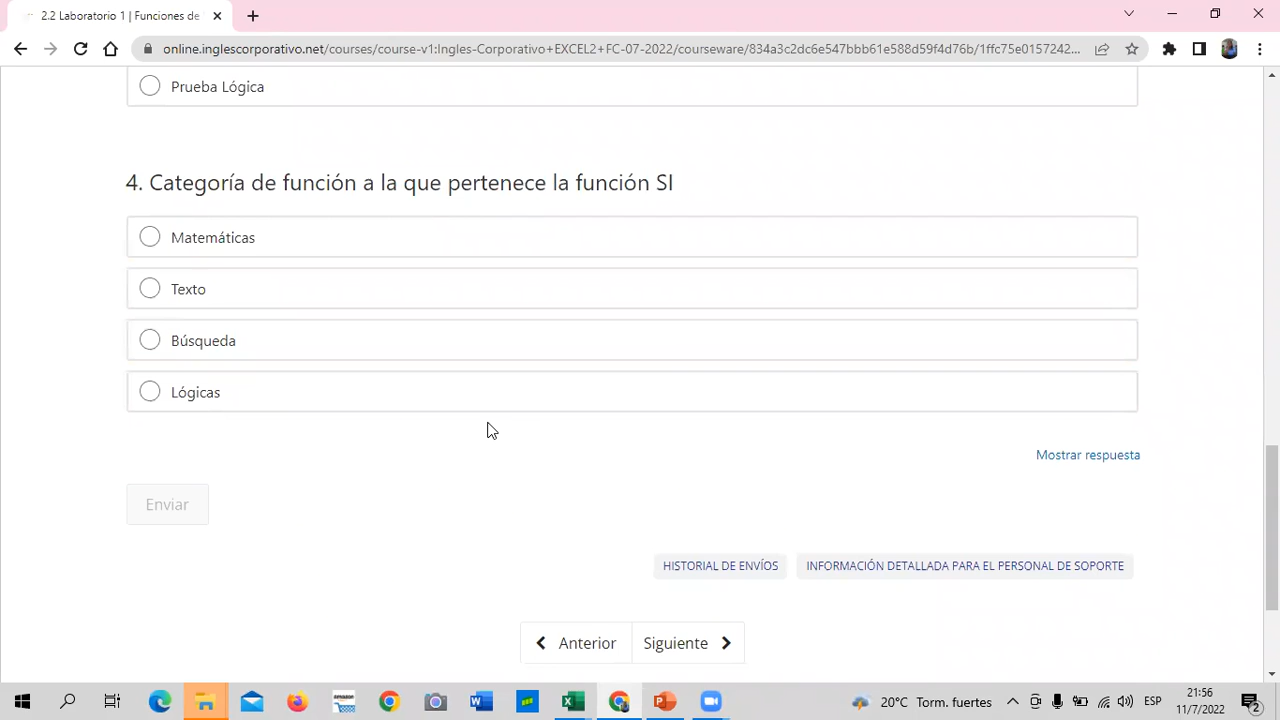 2.2 Laboratorio 1 | Funciones de
online.inglescorporativo.net/courses/course-v1:Ingles-Corporativo+EXCEL2+FC-07-2022/courseware/834a3c2dc6e547bbb61e588d59f4d76b/1ffc75e0157242...
Prueba Lógica
4. Categoría de función a la que pertenece la función SI
Matemáticas
Texto
Búsqueda
Lógicas
Mostrar respuesta
Enviar
HISTORIAL DE ENVÍOS
INFORMACIÓN DETALLADA PARA EL PERSONAL DE SOPORTE
Anterior
Siguiente
20°C Torm. fuertes
ESP
21:56
11/7/2022
2